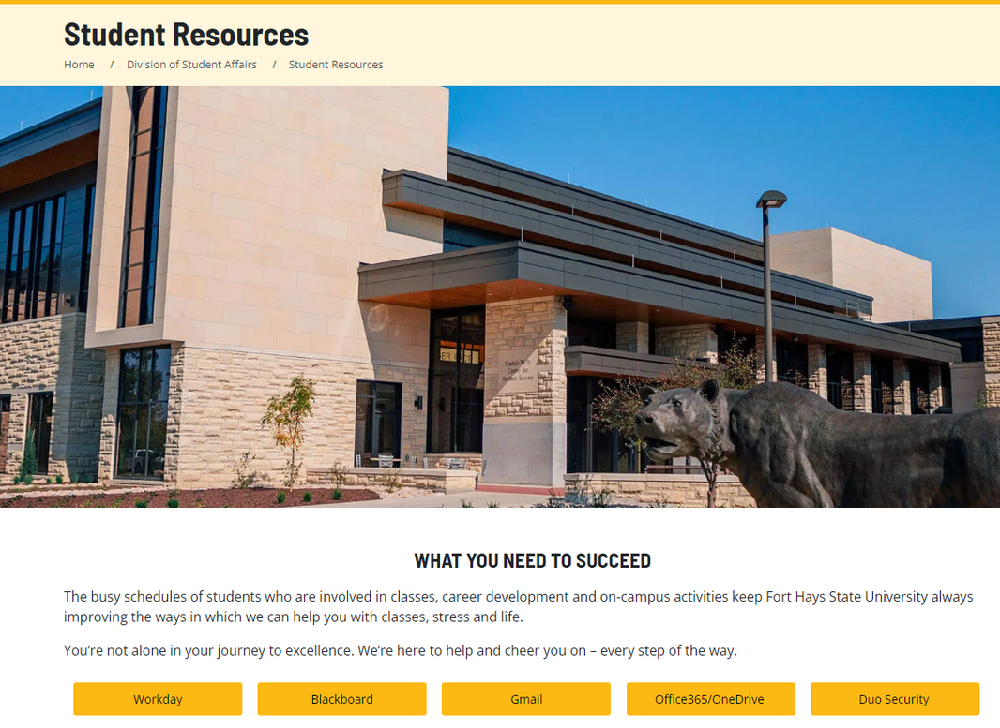 Student Resources
Home / Division of Student Affairs / Student Resources
Center for
Student Success
WHAT YOU NEED TO SUCCEED
The busy schedules of students who are involved in classes, career development and on-campus activities keep Fort Hays State University always
improving the ways in which we can help you with classes, stress and life.
You’re not alone in your journey to excellence. We’re here to help and cheer you on – every step of the way.
Workday Blackboard Gmail Office365/OneDrive Duo Security